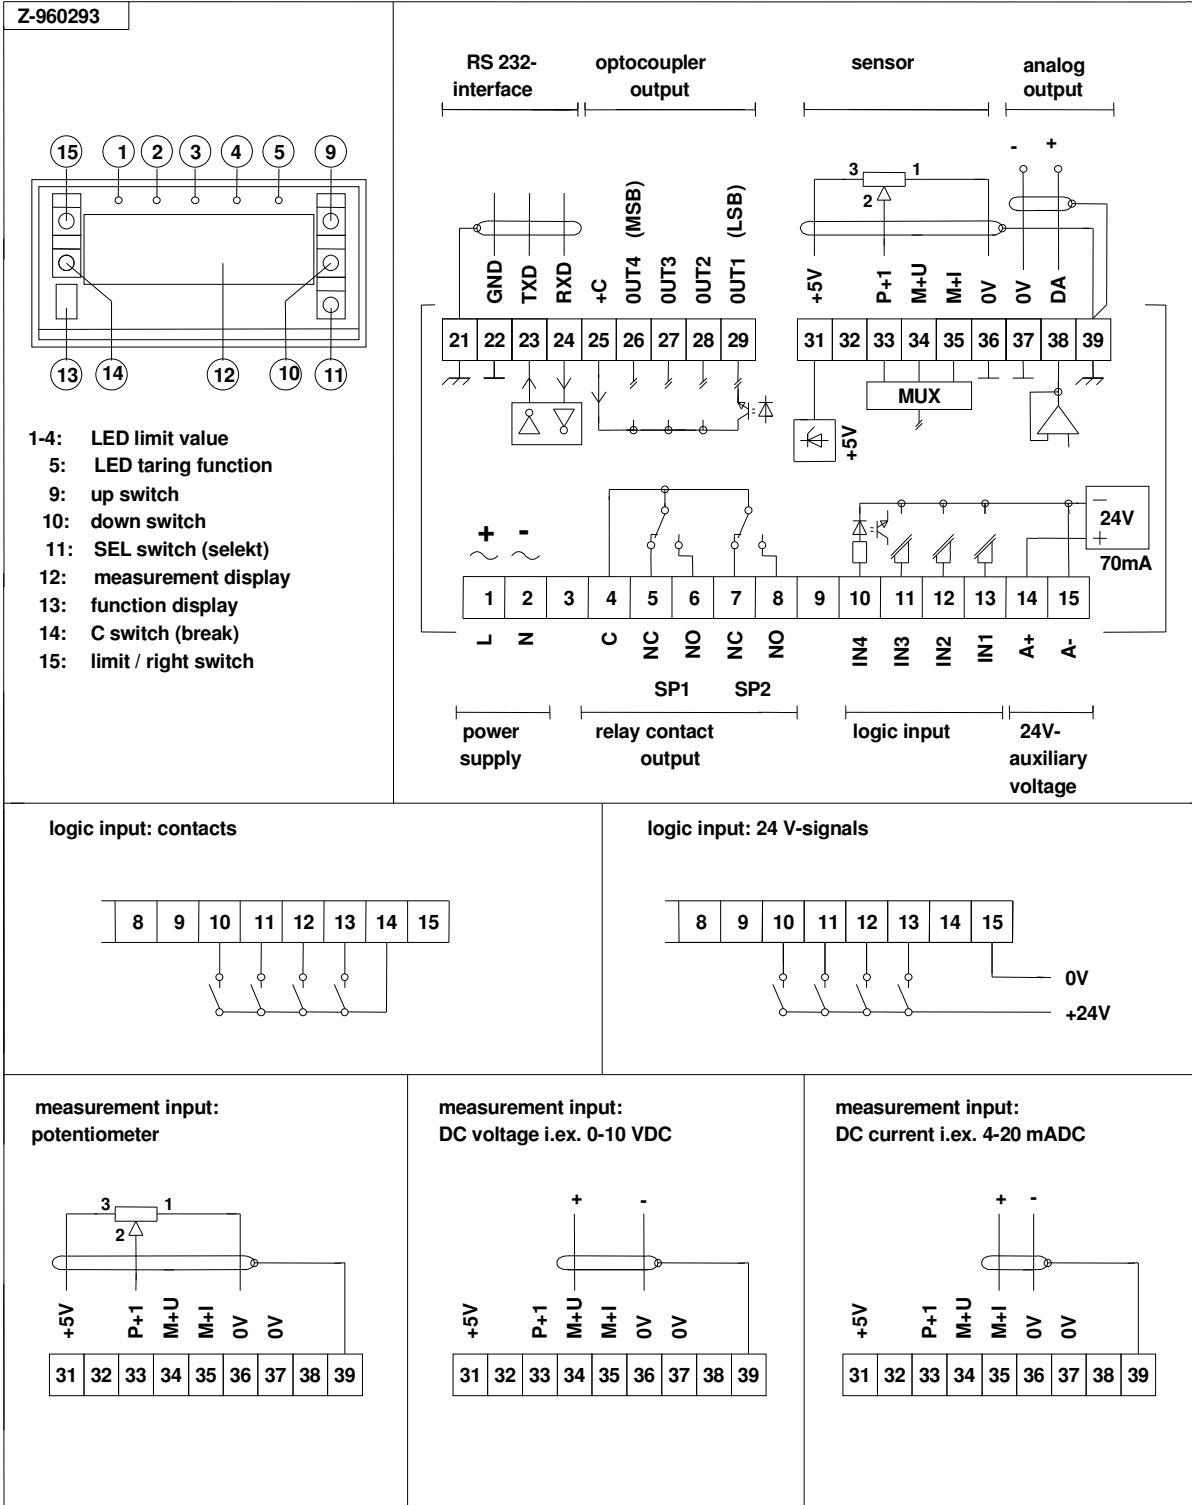 Z-960293
15 1 2 3 4 5 9
13 14 12 10 11
1-4: LED limit value
5: LED taring function
9: up switch
10: down switch
11: SEL switch (selekt)
12: measurement display
13: function display
14: C switch (break)
15: limit / right switch
RS 232-
interface
optocoupler
output
sensor
analog
output
- +
3 1
2
GND TXD RXD +C 0UT4 (MSB) 0UT3 0UT2 0UT1 (LSB)
+5V P+1 M+U M+I 0V 0V DA
21 22 23 24 25 26 27 28 29
31 32 33 34 35 36 37 38 39
MUX
+5V
+ -
24V
- +
70mA
1 2 3 4 5 6 7 8 9 10 11 12 13 14 15
L N C NC NO NC NO IN4 IN3 IN2 IN1 A+ A-
SP1 SP2
power
supply
relay contact
output
logic input
24V-
auxiliary
voltage
logic input: contacts
8 9 10 11 12 13 14 15
logic input: 24 V-signals
8 9 10 11 12 13 14 15
0V
+24V
measurement input:
potentiometer
3 1
2
+5V P+1 M+U M+I 0V 0V
31 32 33 34 35 36 37 38 39
measurement input:
DC voltage i.ex. 0-10 VDC
+ -
+5V P+1 M+U M+I 0V 0V
31 32 33 34 35 36 37 38 39
measurement input:
DC current i.ex. 4-20 mADC
+ -
+5V P+1 M+U M+I 0V 0V
31 32 33 34 35 36 37 38 39